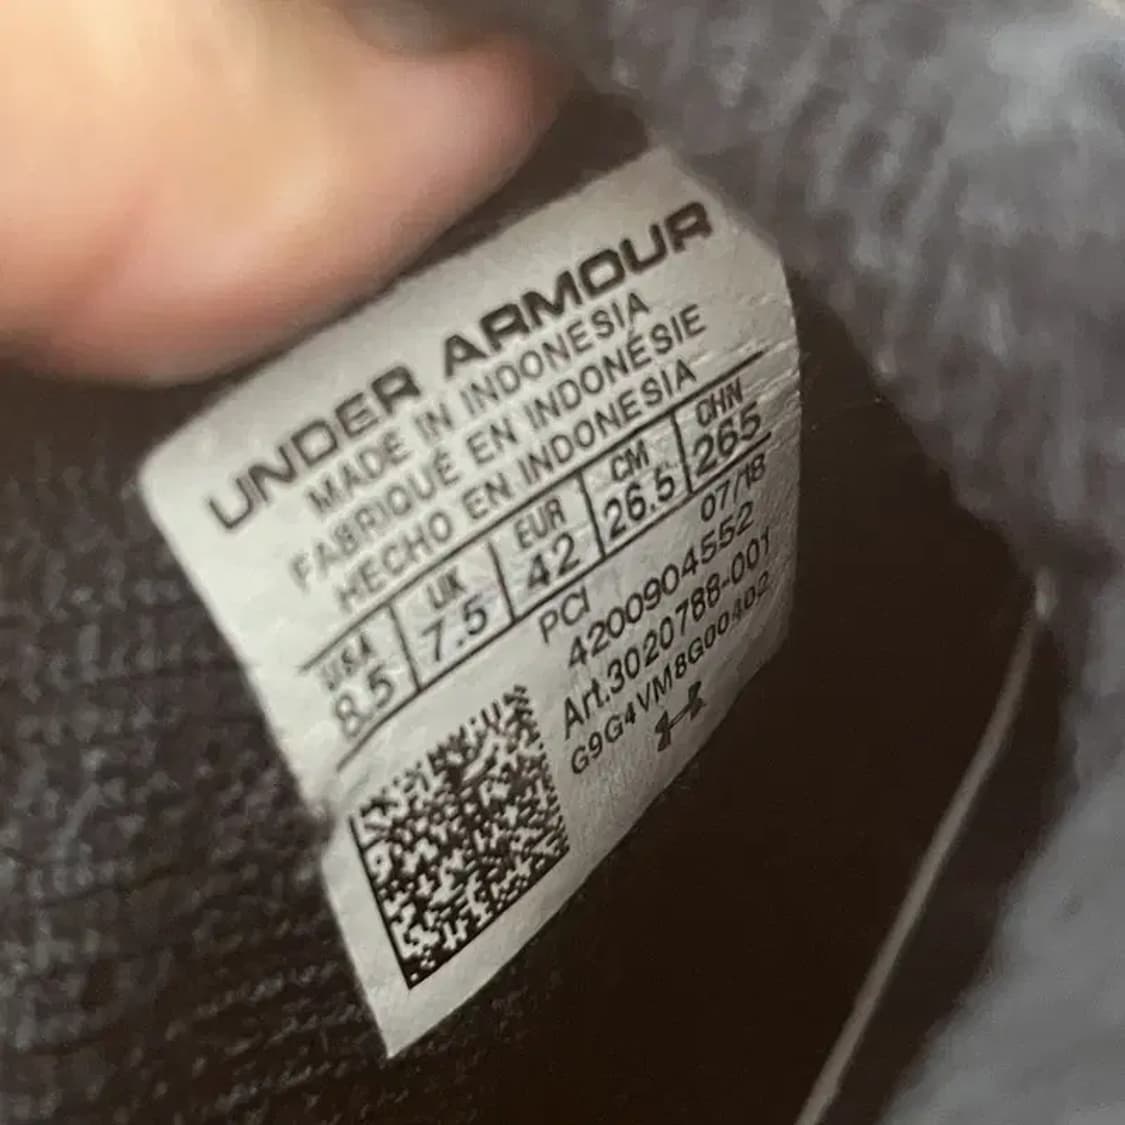 UNDER ARMOUR
MADE IN INDONESIA
FABRIQUÉ EN INDONÉSIE
HECHO EN INDONESIA
USA UK EUR CM CHN
8.5 7.5 42 26.5 265
PCI 07/18
4200904552
Art.3020788-001
G9G4VM8G00402